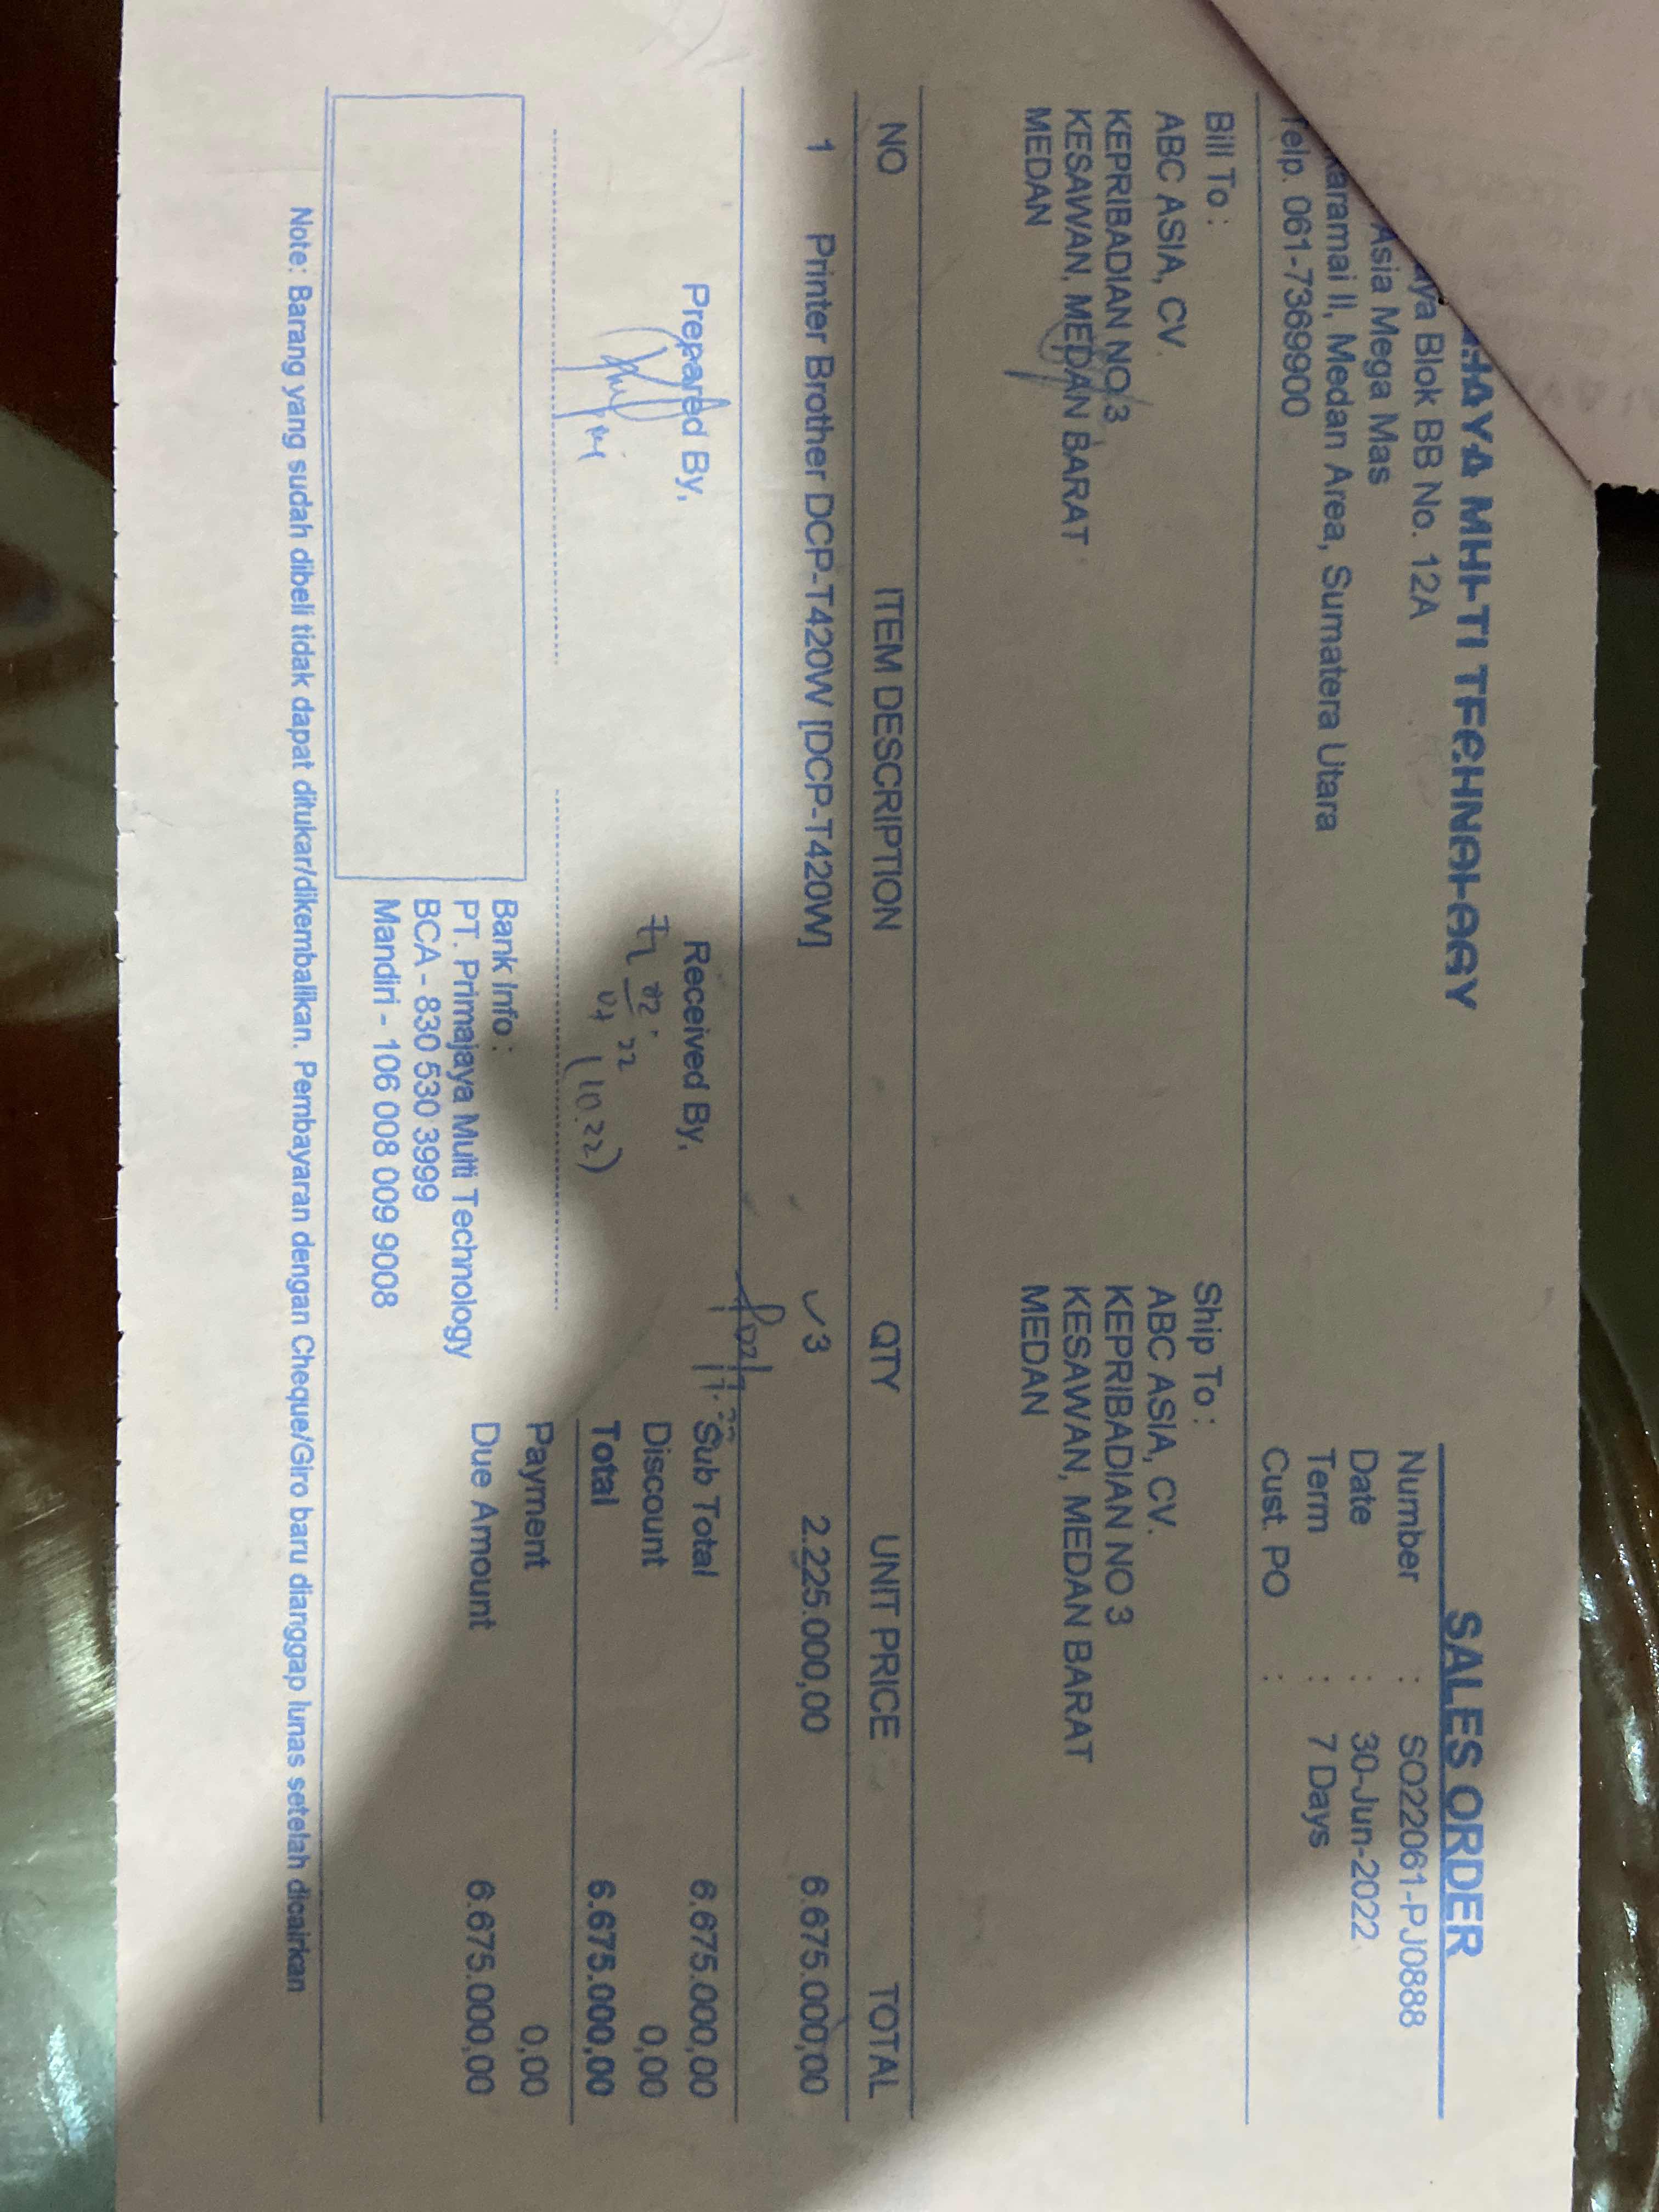 MULTI TECHNOLOGY
Blok BB No. 12A
Asia Mega Mas
II, Medan Area, Sumatera Utara
Telp. 061-7369900
SALES ORDER
Number : SO22061-PJ0888
Date : 30-Jun-2022
Term : 7 Days
Cust. PO :
Bill To :
ABC ASIA, CV.
KEPRIBADIAN NO 3
KESAWAN, MEDAN BARAT
MEDAN
Ship To :
ABC ASIA, CV.
KEPRIBADIAN NO 3
KESAWAN, MEDAN BARAT
MEDAN
NO ITEM DESCRIPTION QTY UNIT PRICE TOTAL
1 Printer Brother DCP-T420W [DCP-T420W] 3 2.225.000,00 6.675.000,00
Prepared By,
Received By,
(10.22)
Sub Total 6.675.000,00
Discount 0,00
Total 6.675.000,00
Payment 0,00
Due Amount 6.675.000,00
Bank Info :
PT. Primajaya Multi Technology
BCA - 830 530 3999
Mandiri - 106 008 009 9008
Note: Barang yang sudah dibeli tidak dapat ditukar/dikembalikan. Pembayaran dengan Cheque/Giro baru dianggap lunas setelah dicairkan